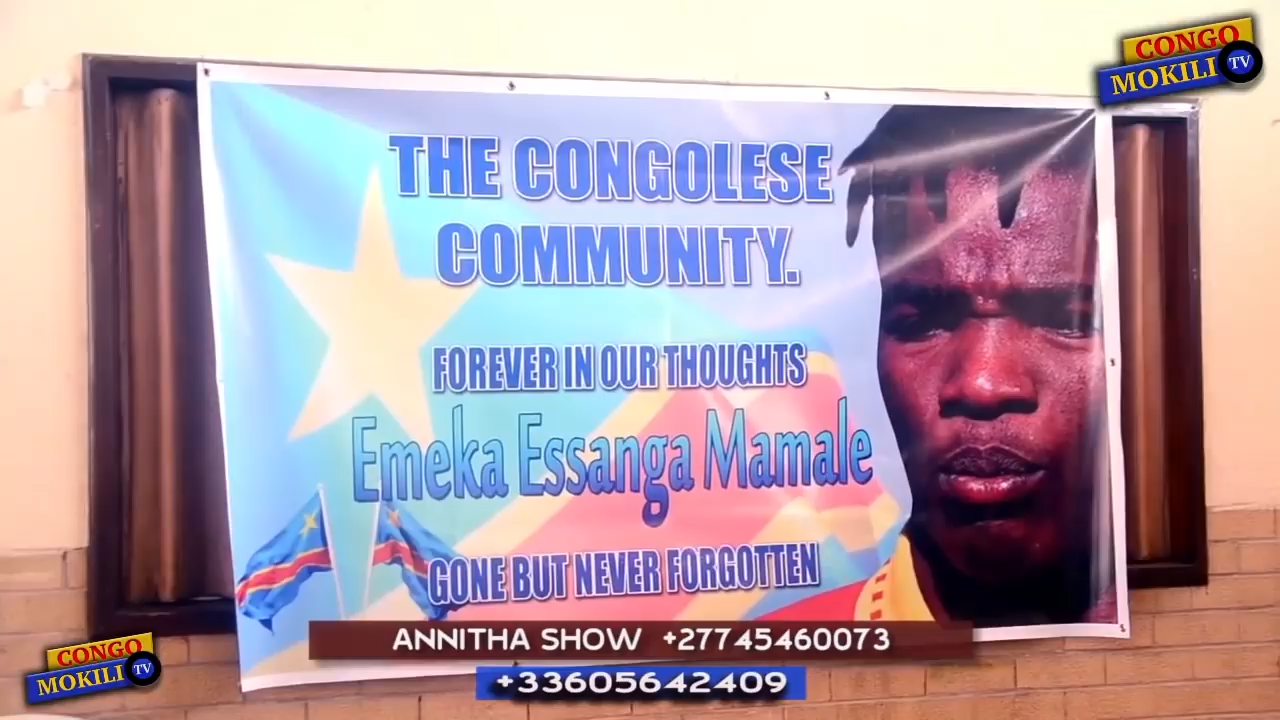 CONGO
MOKILI TV
THE CONGOLESE
COMMUNITY.
FOREVER IN OUR THOUGHTS
Emeka Essanga Mamale
GONE BUT NEVER FORGOTTEN
ANNITHA SHOW +27745460073
+33605642409
CONGO
MOKILI TV